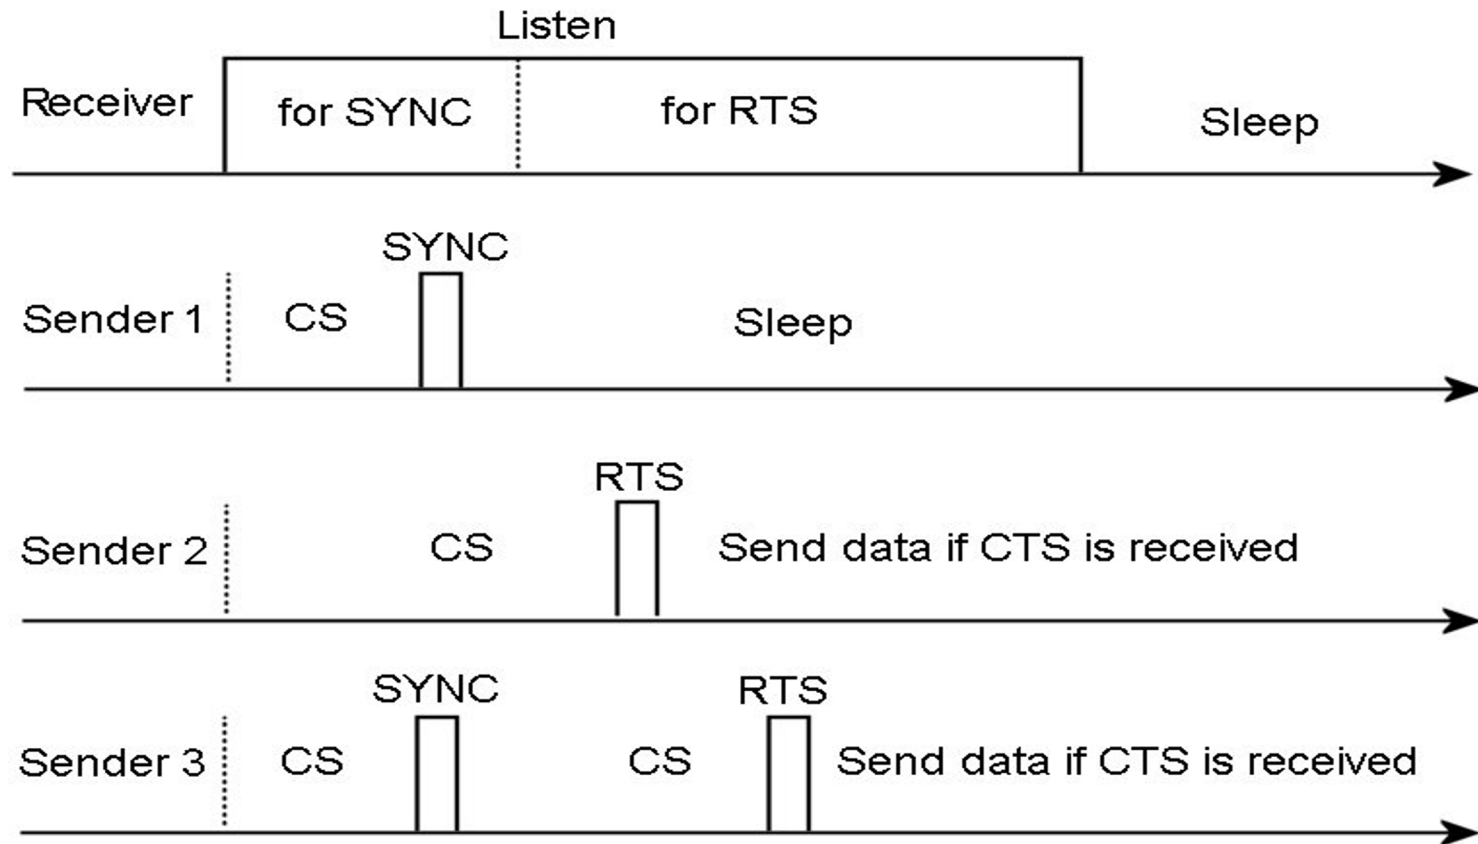 Listen
Receiver for SYNC for RTS Sleep
SYNC
Sender 1 CS Sleep
RTS
Sender 2 CS Send data if CTS is received
SYNC RTS
Sender 3 CS CS Send data if CTS is received